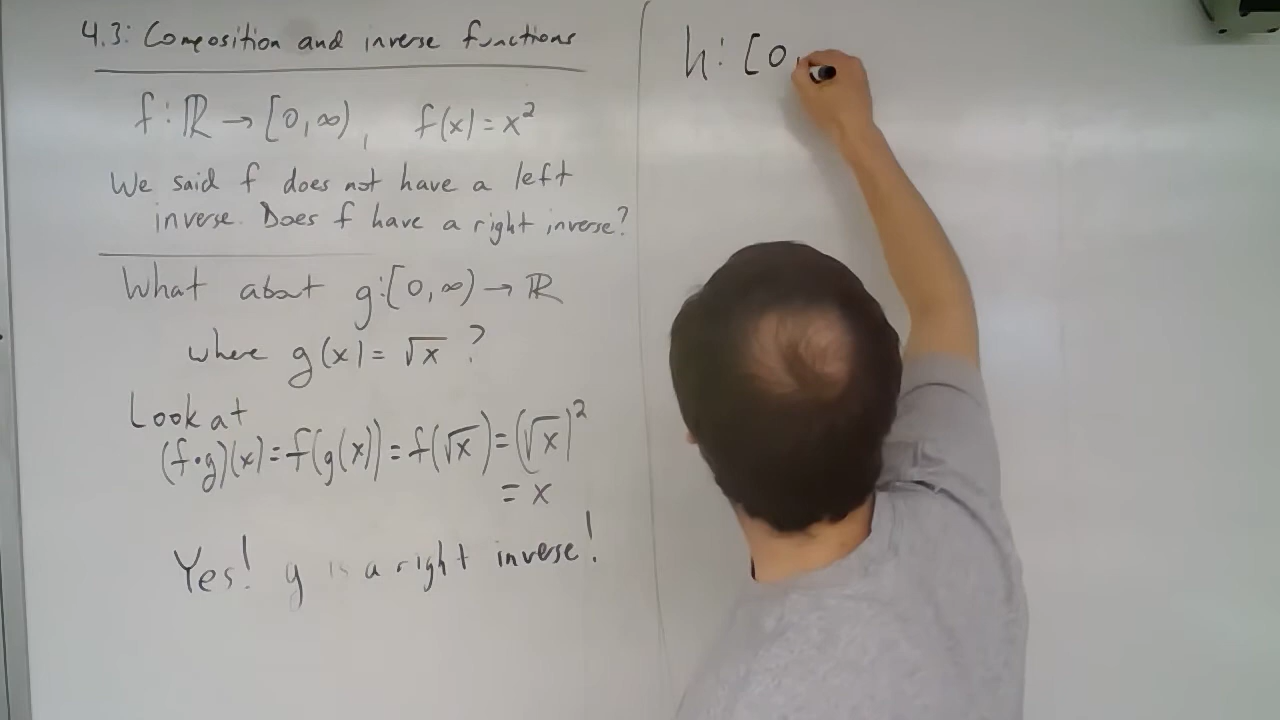 4.3: Composition and inverse functions
f: ℝ → [0,∞), f(x) = x²
We said f does not have a left
inverse. Does f have a right inverse?
What about g: [0,∞) → ℝ
where g(x) = √x ?
Look at
(f∘g)(x) = f(g(x)) = f(√x) = (√x)²
= x
Yes! g is a right inverse!
h: [0,